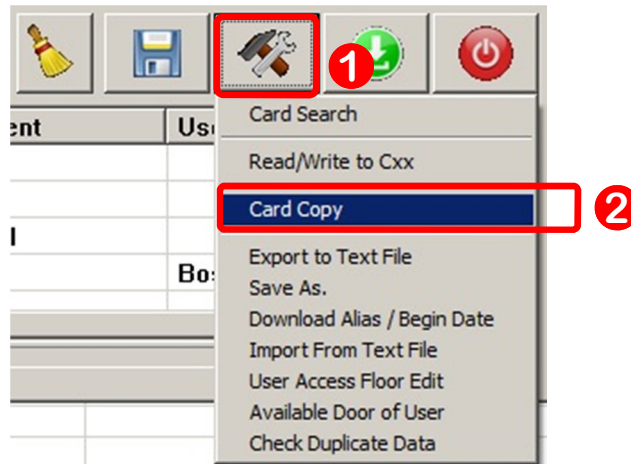 1
Card Search
ent Us
Read/Write to Cxx
Card Copy 2
Export to Text File
Bo
Save As.
Download Alias / Begin Date
Import From Text File
User Access Floor Edit
Available Door of User
Check Duplicate Data